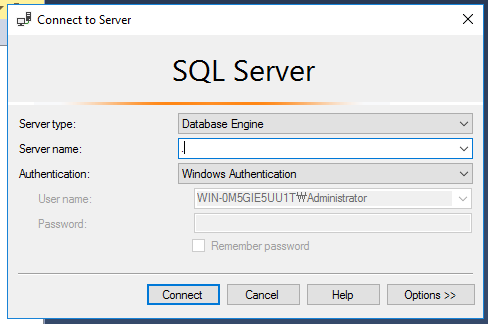 Connect to Server
SQL Server
Server type: Database Engine
Server name: .
Authentication: Windows Authentication
User name: WIN-0M5GIE5UU1T₩Administrator
Password:
Remember password
Connect Cancel Help Options >>